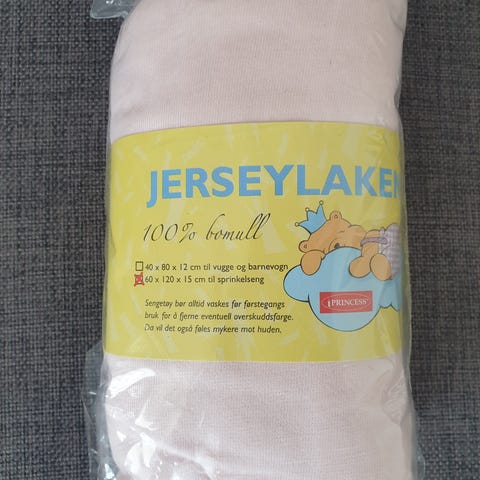 JERSEYLAKEN
100% bomull
40 x 80 x 12 cm til vugge og barnevogn
60 x 120 x 15 cm til sprinkelseng
Sengetøy bør alltid vaskes før førstegangs
bruk for å fjerne eventuell overskuddsfarge.
Da vil det også føles mykere mot huden.
PRINCESS